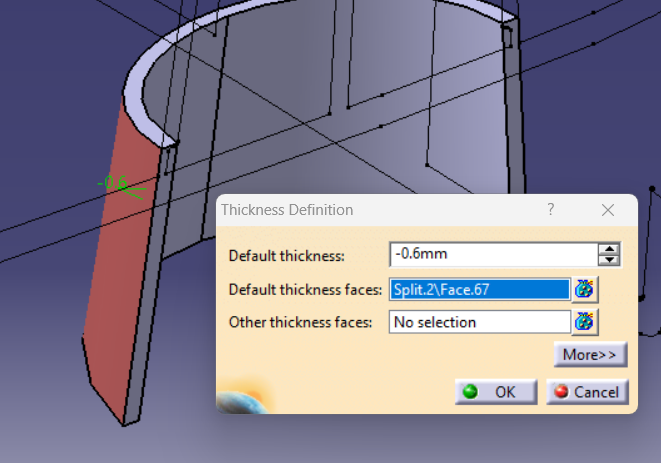 -0.6
Thickness Definition ?
Default thickness: -0.6mm
Default thickness faces: Split.2\Face.67
Other thickness faces: No selection
More>>
OK Cancel